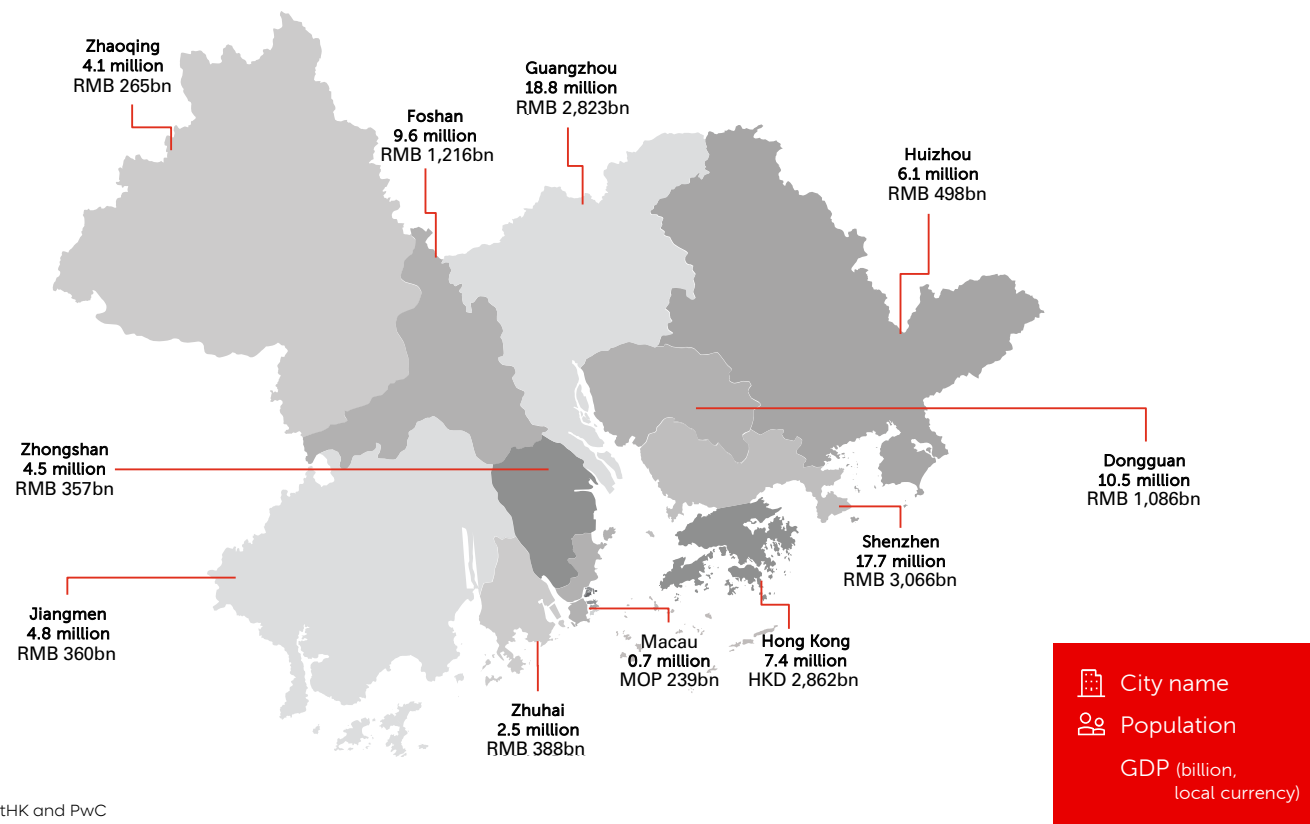 Zhaoqing
4.1 million
RMB 265bn
Foshan
9.6 million
RMB 1,216bn
Guangzhou
18.8 million
RMB 2,823bn
Huizhou
6.1 million
RMB 498bn
Zhongshan
4.5 million
RMB 357bn
Dongguan
10.5 million
RMB 1,086bn
Shenzhen
17.7 million
RMB 3,066bn
Jiangmen
4.8 million
RMB 360bn
Macau
0.7 million
MOP 239bn
Hong Kong
7.4 million
HKD 2,862bn
Zhuhai
2.5 million
RMB 388bn
City name
Population
GDP (billion,
local currency)
tHK and PwC